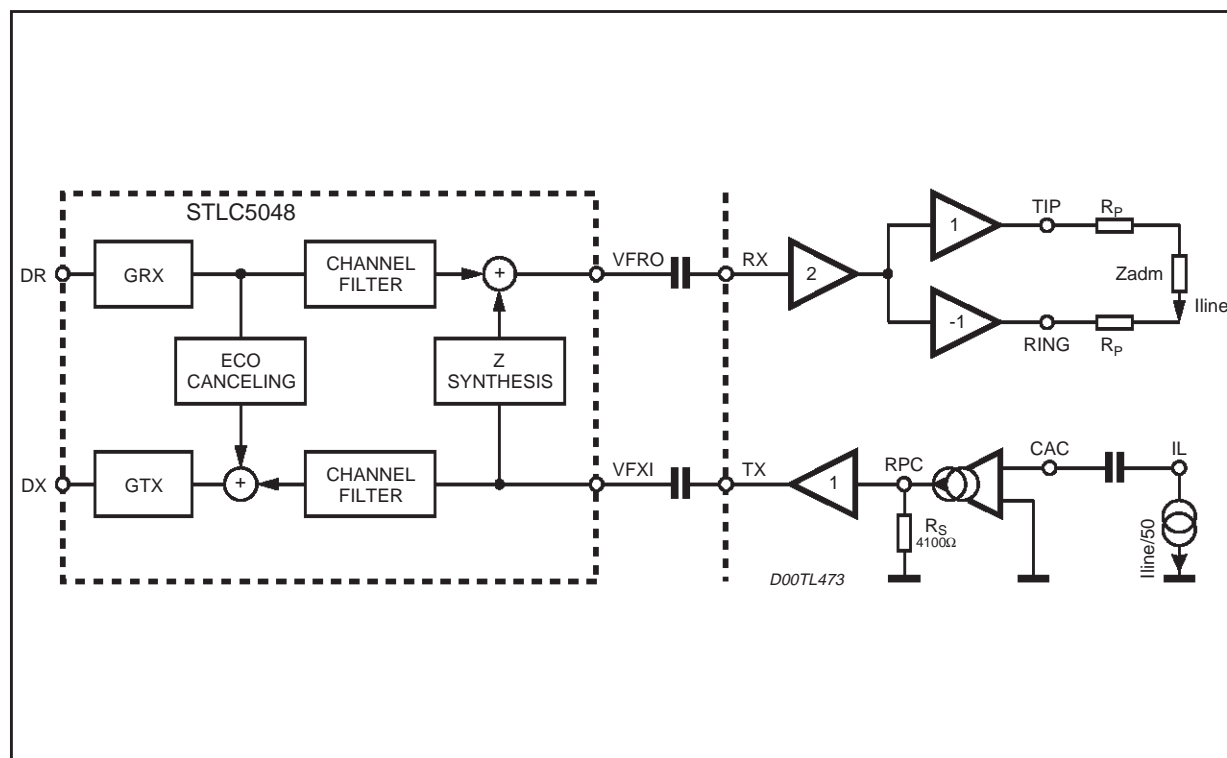 STLC5048
DR
GRX
CHANNEL
FILTER
+
VFRO
RX
2
1
TIP
RP
Zadm
Iline
-1
RING
RP
ECO
CANCELING
Z
SYNTHESIS
DX
GTX
+
CHANNEL
FILTER
VFXI
TX
1
RPC
RS
4100Ω
CAC
IL
Iline/50
D00TL473